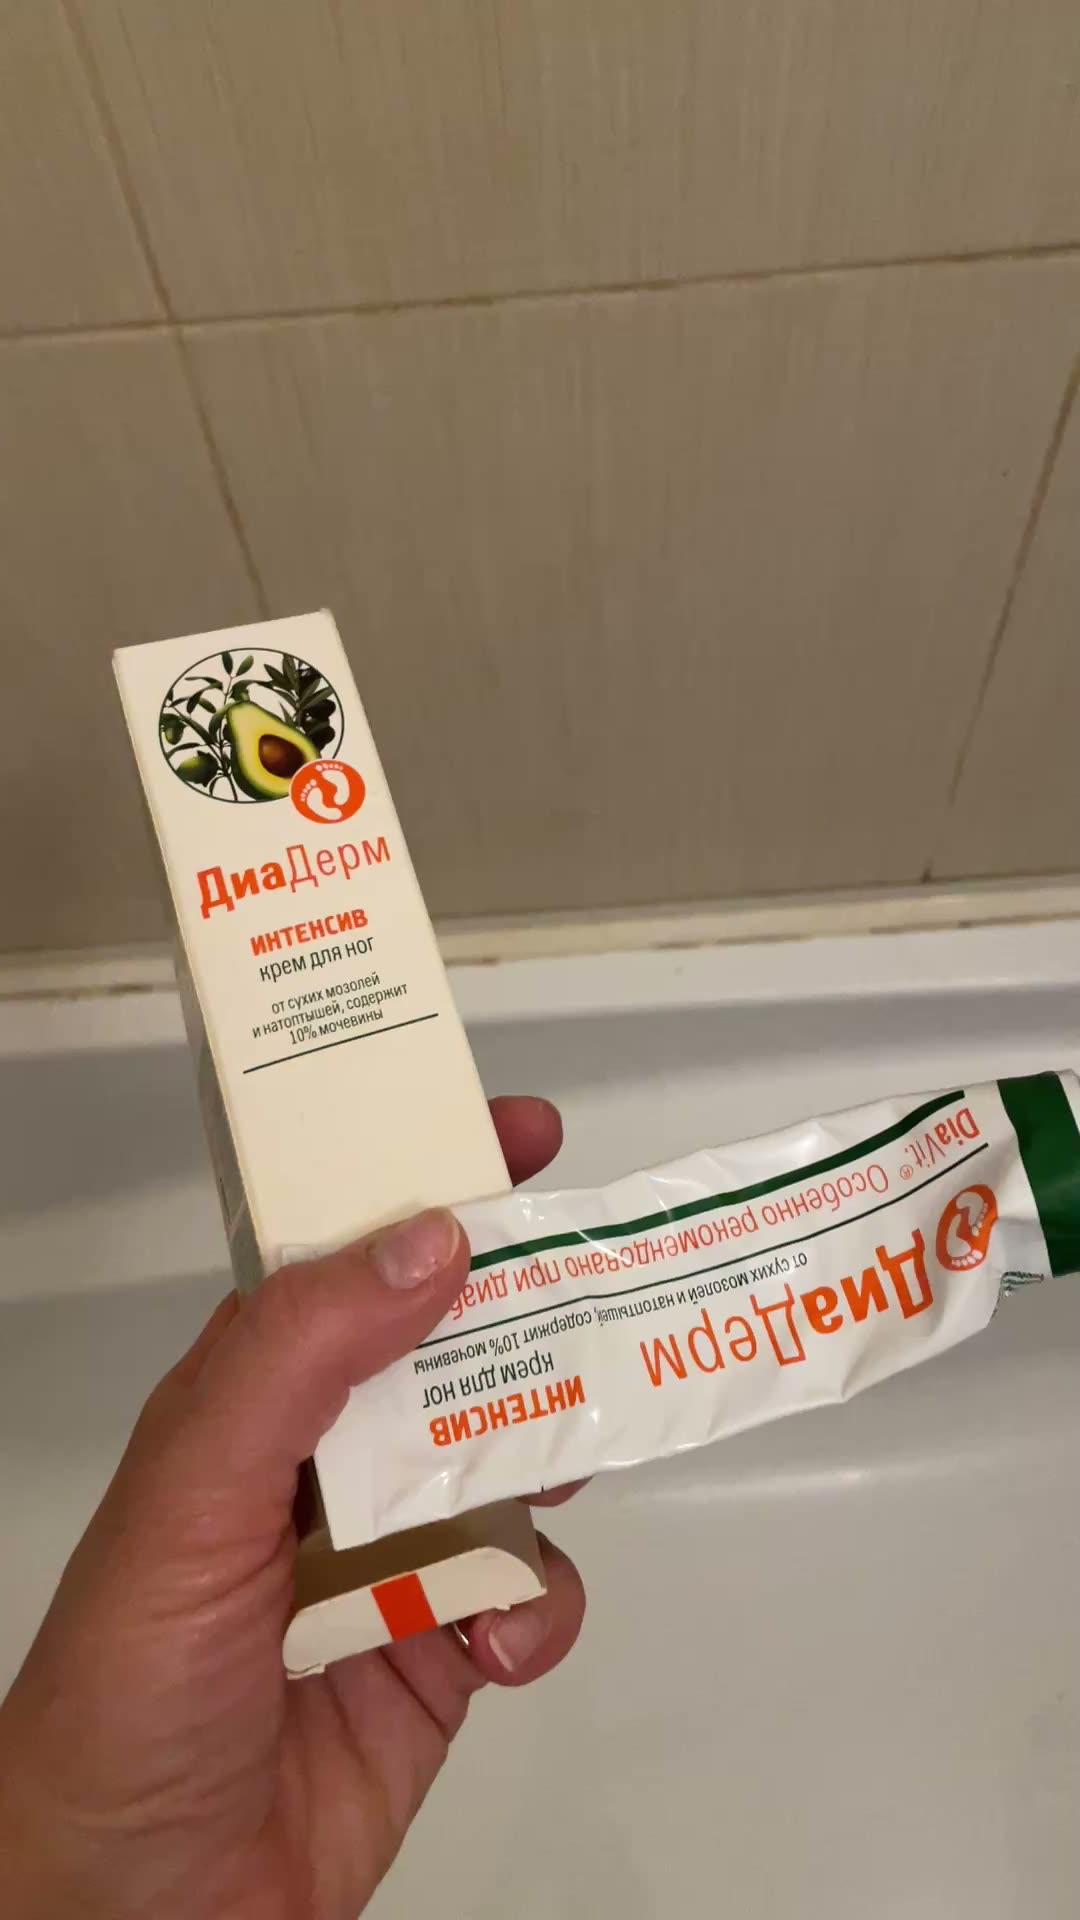 ДиаДерм
ИНТЕНСИВ
крем для ног
от сухих мозолей
и натоптышей, содержит
10% мочевины
ДиаДерм
ИНТЕНСИВ
крем для ног
от сухих мозолей и натоптышей, содержит 10% мочевины
DiaVit.® Особенно рекомендовано при